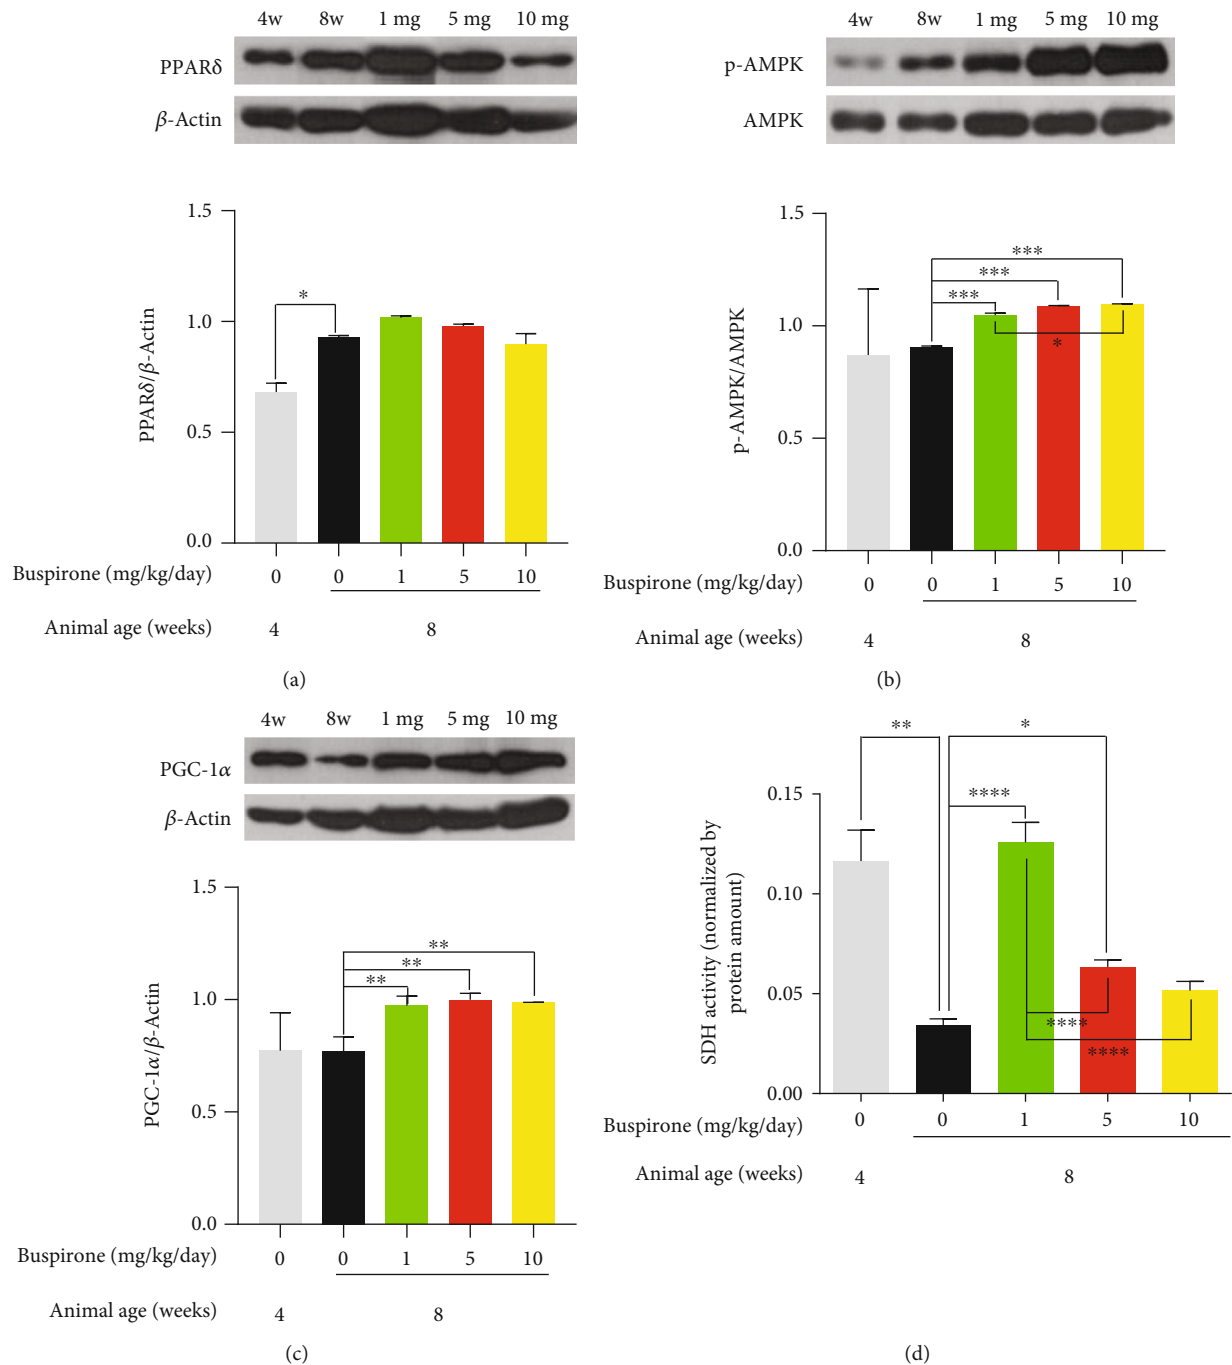 4w 8w 1 mg 5 mg 10 mg
PPARδ
β-Actin
1.5
1.0
0.5
0.0
PPARδ/β-Actin
*
Buspirone (mg/kg/day)
0 0 1 5 10
Animal age (weeks)
4 8
(a)
4w 8w 1 mg 5 mg 10 mg
p-AMPK
AMPK
1.5
1.0
0.5
0.0
p-AMPK/AMPK
***
***
***
*
Buspirone (mg/kg/day)
0 0 1 5 10
Animal age (weeks)
4 8
(b)
4w 8w 1 mg 5 mg 10 mg
PGC-1α
β-Actin
1.5
1.0
0.5
0.0
PGC-1α/β-Actin
**
**
**
Buspirone (mg/kg/day)
0 0 1 5 10
Animal age (weeks)
4 8
(c)
** *
****
0.15
0.10
0.05
0.00
SDH activity (normalized by
protein amount)
****
****
Buspirone (mg/kg/day)
0 0 1 5 10
Animal age (weeks)
4 8
(d)